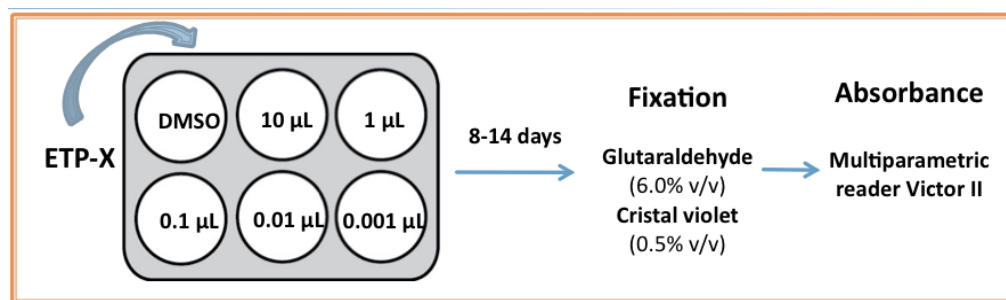 ETP-X
DMSO
10 µL
1 µL
0.1 µL
0.01 µL
0.001 µL
8-14 days
Fixation
Glutaraldehyde
(6.0% v/v)
Cristal violet
(0.5% v/v)
Absorbance
Multiparametric
reader Victor II